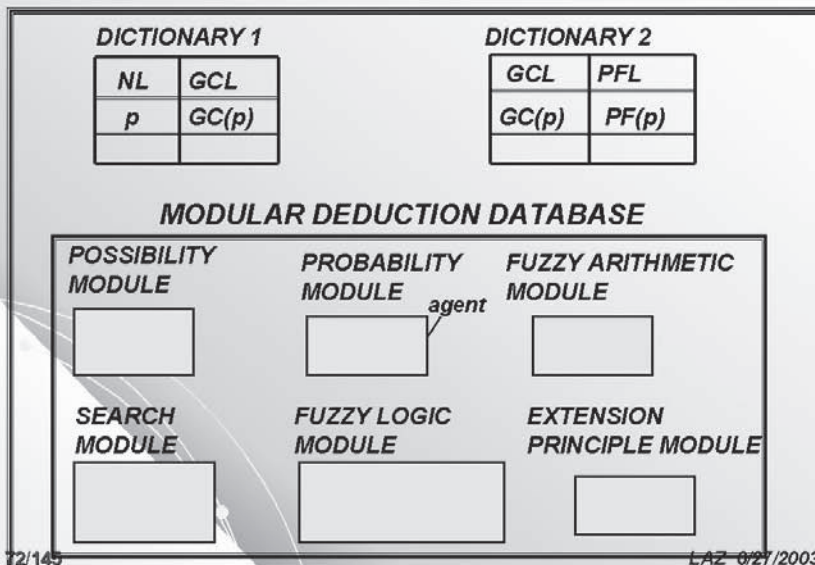 DICTIONARY 1
NL GCL
p GC(p)
DICTIONARY 2
GCL PFL
GC(p) PF(p)
MODULAR DEDUCTION DATABASE
POSSIBILITY
MODULE
PROBABILITY
MODULE
agent
FUZZY ARITHMETIC
MODULE
SEARCH
MODULE
FUZZY LOGIC
MODULE
EXTENSION
PRINCIPLE MODULE
72/145
LAZ